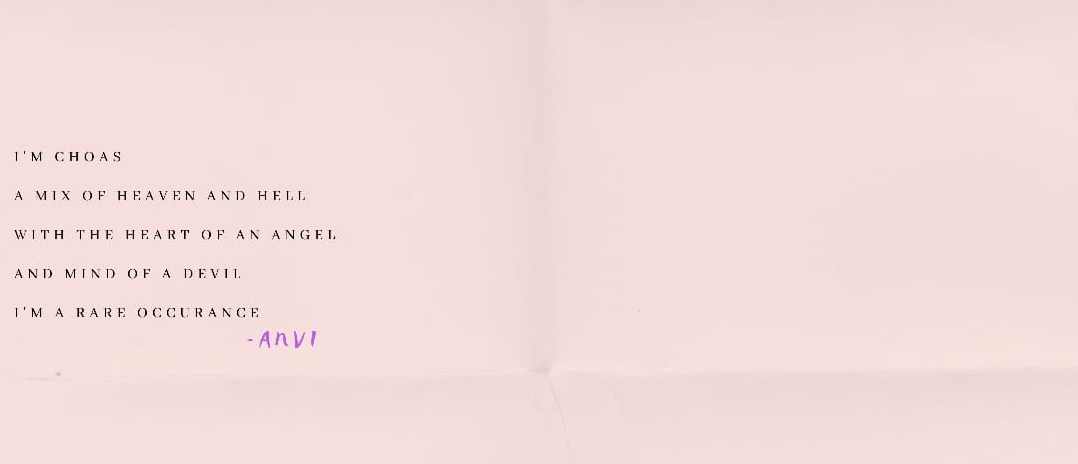 I'M CHOAS
A MIX OF HEAVEN AND HELL
WITH THE HEART OF AN ANGEL
AND MIND OF A DEVIL
I'M A RARE OCCURANCE
-ANVI